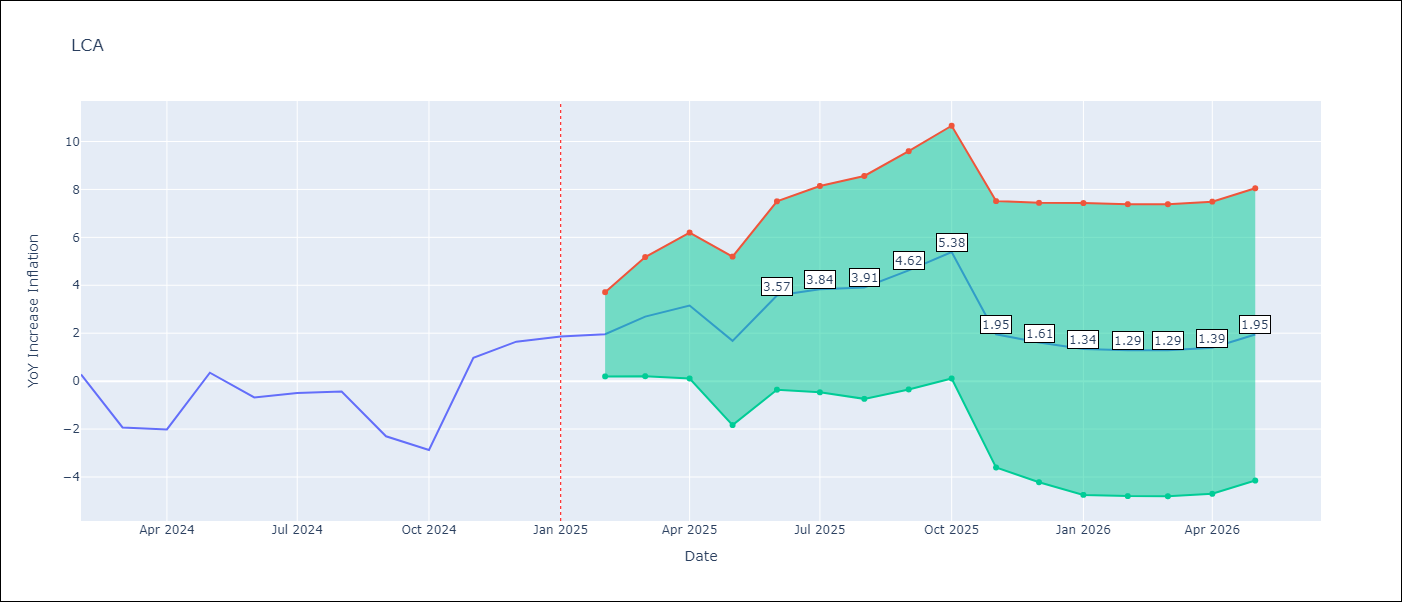 LCA
YoY Increase Inflation
10
8
6
4
2
0
−2
−4
3.57
3.84
3.91
4.62
5.38
1.95
1.61
1.34
1.29
1.29
1.39
1.95
Apr 2024
Jul 2024
Oct 2024
Jan 2025
Apr 2025
Jul 2025
Oct 2025
Jan 2026
Apr 2026
Date